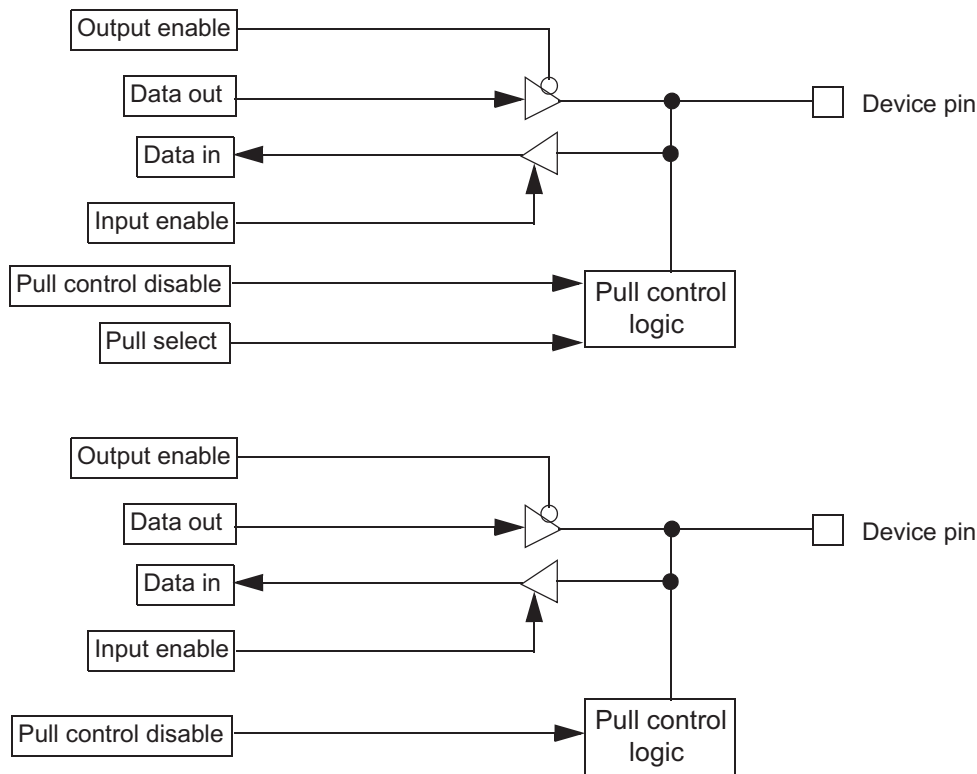 Output enable
Data out
Device pin
Data in
Input enable
Pull control disable
Pull control
logic
Pull select
Output enable
Data out
Device pin
Data in
Input enable
Pull control disable
Pull control
logic